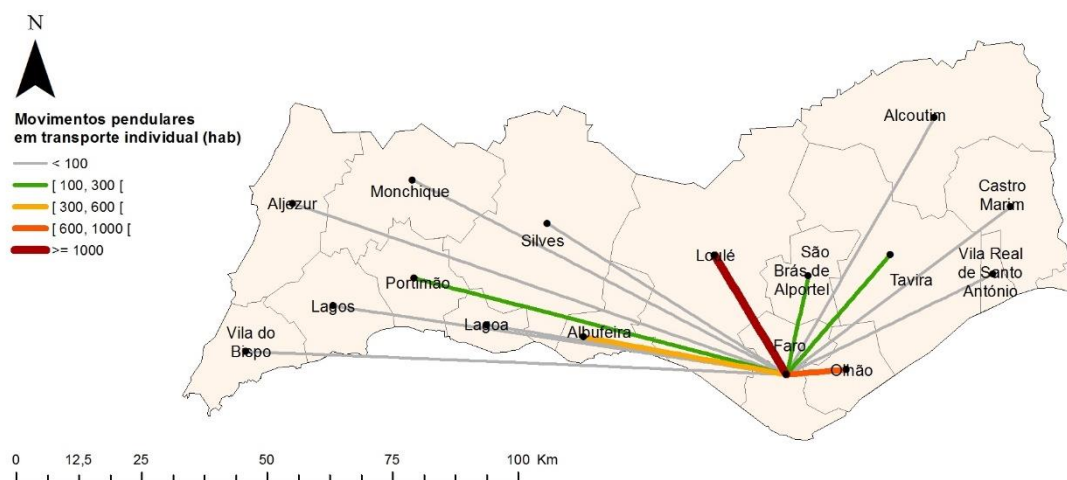 N
Movimentos pendulares
em transporte individual (hab)
< 100
[ 100, 300 [
[ 300, 600 [
[ 600, 1000 [
>= 1000
Alcoutim
Monchique
Castro
Marim
Aljezur
Silves
Loulé
São
Brás de
Alportel
Vila Real
de Santo
António
Tavira
Portimão
Lagos
Lagoa
Albufeira
Vila do
Bispo
Faro
Olhão
0 12,5 25 50 75 100 Km